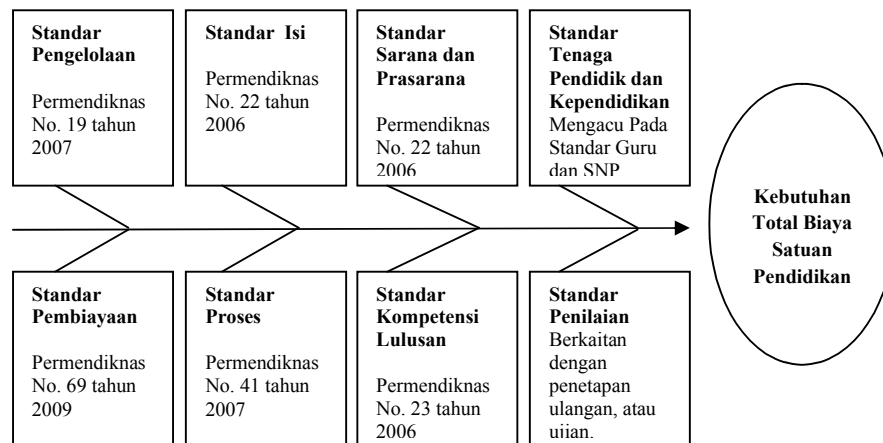 Standar
Pengelolaan
Permendiknas
No. 19 tahun
2007
Standar Isi
Permendiknas
No. 22 tahun
2006
Standar
Sarana dan
Prasarana
Permendiknas
No. 22 tahun
2006
Standar
Tenaga
Pendidik dan
Kependidikan
Mengacu Pada
Standar Guru
dan SNP
Kebutuhan
Total Biaya
Satuan
Pendidikan
Standar
Pembiayaan
Permendiknas
No. 69 tahun
2009
Standar
Proses
Permendiknas
No. 41 tahun
2007
Standar
Kompetensi
Lulusan
Permendiknas
No. 23 tahun
2006
Standar
Penilaian
Berkaitan
dengan
penetapan
ulangan, atau
ujian.